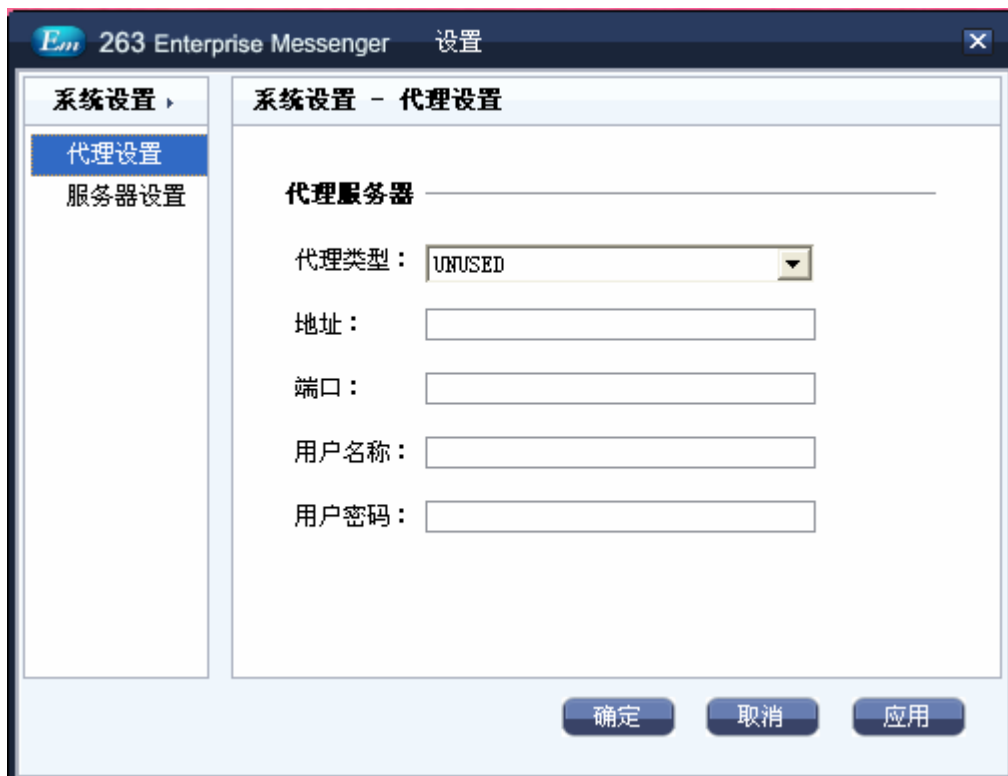 Em 263 Enterprise Messenger 设置
系统设置
系统设置 - 代理设置
代理设置
服务器设置
代理服务器
代理类型： UNUSED
地址：
端口：
用户名称：
用户密码：
确定 取消 应用